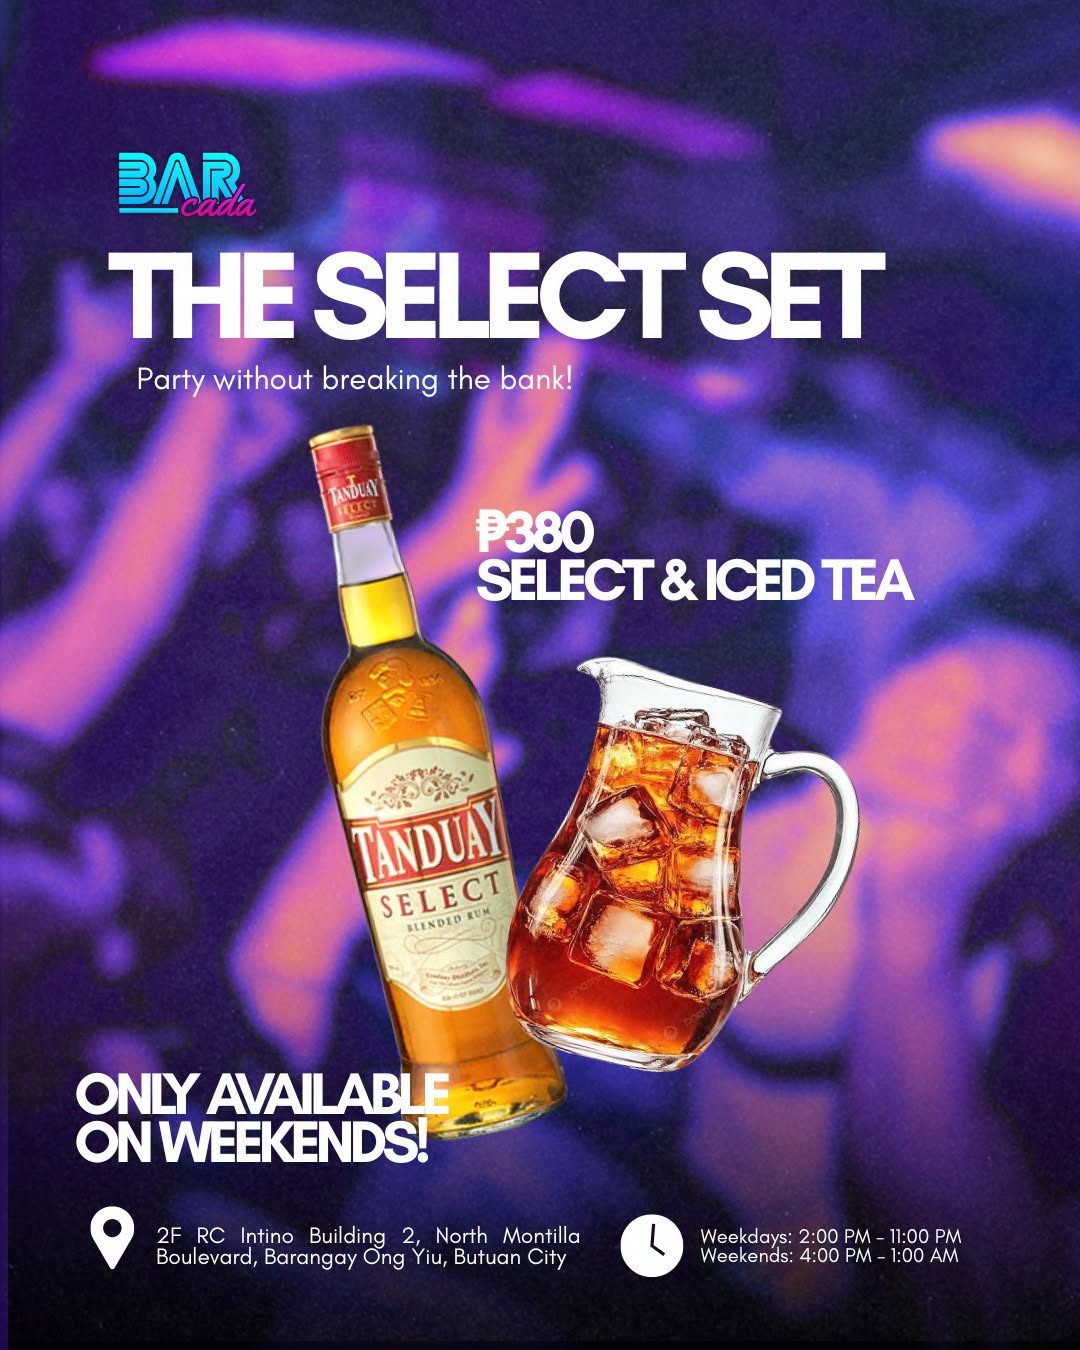 BAR
cada
THE SELECT SET
Party without breaking the bank!
TANDUAY
SELECT
₱380
SELECT & ICED TEA
TANDUAY
SELECT
BLENDED RUM
ONLY AVAILABLE
ON WEEKENDS!
2F RC Intino Building 2, North Montilla
Boulevard, Barangay Ong Yiu, Butuan City
Weekdays: 2:00 PM - 11:00 PM
Weekends: 4:00 PM - 1:00 AM